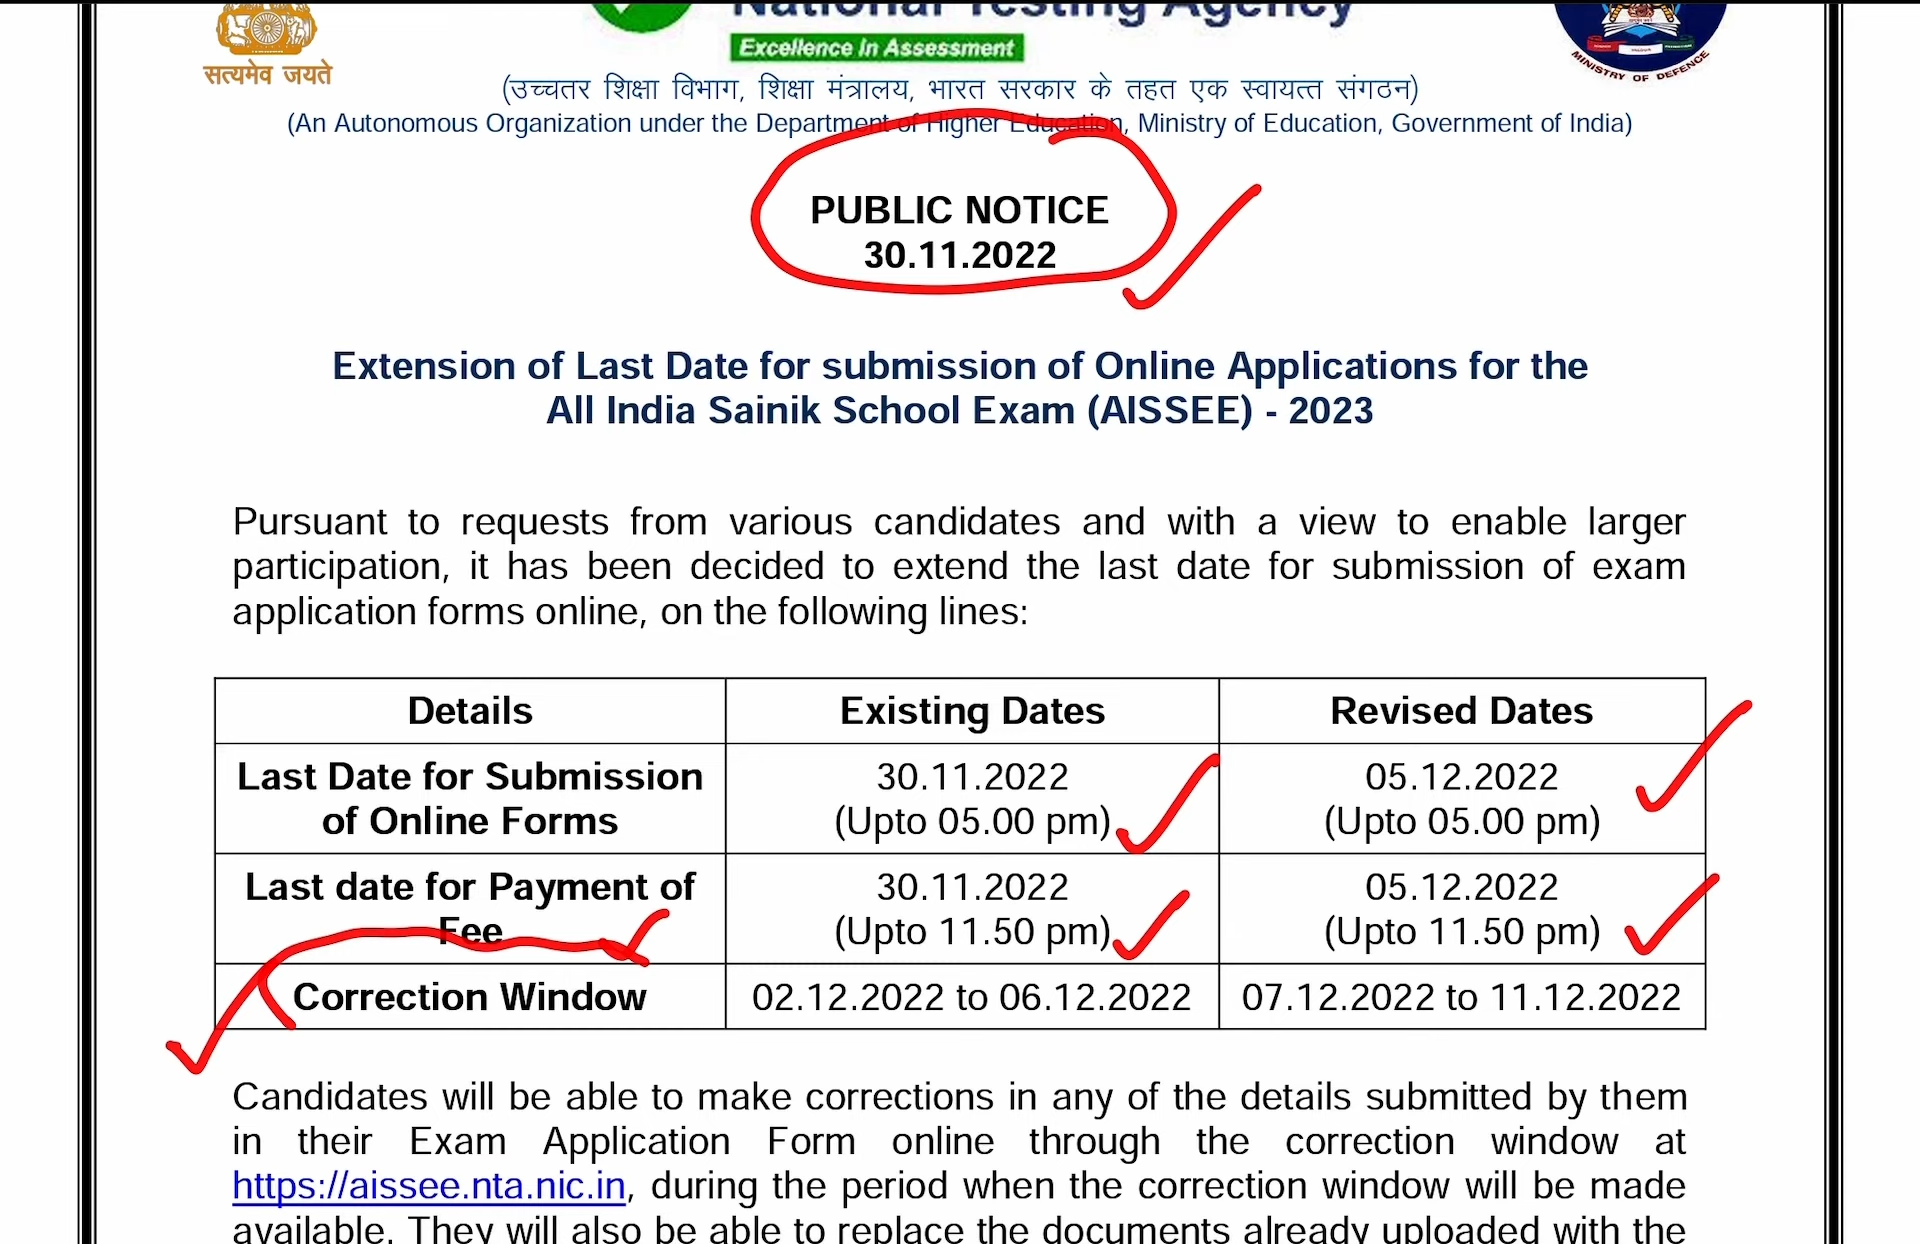 National Testing Agency
Excellence In Assessment
सत्यमेव जयते
MINISTRY OF DEFENCE
(उच्चतर शिक्षा विभाग, शिक्षा मंत्रालय, भारत सरकार के तहत एक स्वायत्त संगठन)
(An Autonomous Organization under the Department of Higher Education, Ministry of Education, Government of India)
PUBLIC NOTICE
30.11.2022
Extension of Last Date for submission of Online Applications for the
All India Sainik School Exam (AISSEE) - 2023
Pursuant to requests from various candidates and with a view to enable larger
participation, it has been decided to extend the last date for submission of exam
application forms online, on the following lines:
Details Existing Dates Revised Dates
Last Date for Submission 30.11.2022 05.12.2022
of Online Forms (Upto 05.00 pm) (Upto 05.00 pm)
Last date for Payment of 30.11.2022 05.12.2022
Fee (Upto 11.50 pm) (Upto 11.50 pm)
Correction Window 02.12.2022 to 06.12.2022 07.12.2022 to 11.12.2022
Candidates will be able to make corrections in any of the details submitted by them
in their Exam Application Form online through the correction window at
https://aissee.nta.nic.in, during the period when the correction window will be made
available. They will also be able to replace the documents already uploaded with the